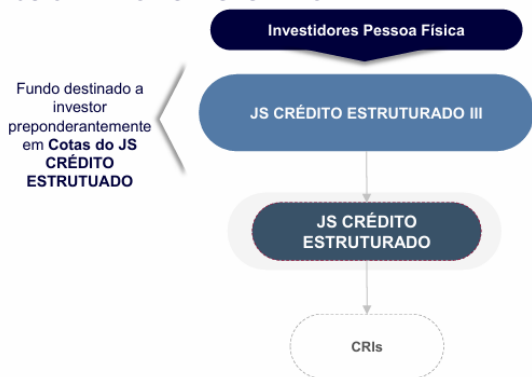 Investidores Pessoa Física
Fundo destinado a
investor
preponderantemente
em Cotas do JS
CRÉDITO
ESTRUTUADO
JS CRÉDITO ESTRUTURADO III
JS CRÉDITO
ESTRUTURADO
CRIs